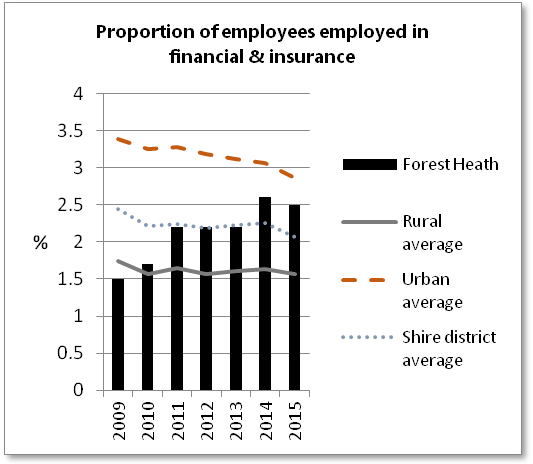 Proportion of employees employed in
financial & insurance
4
3.5
3
2.5
2
1.5
1
0.5
0
%
2009
2010
2011
2012
2013
2014
2015
Forest Heath
Rural
average
Urban
average
Shire district
average